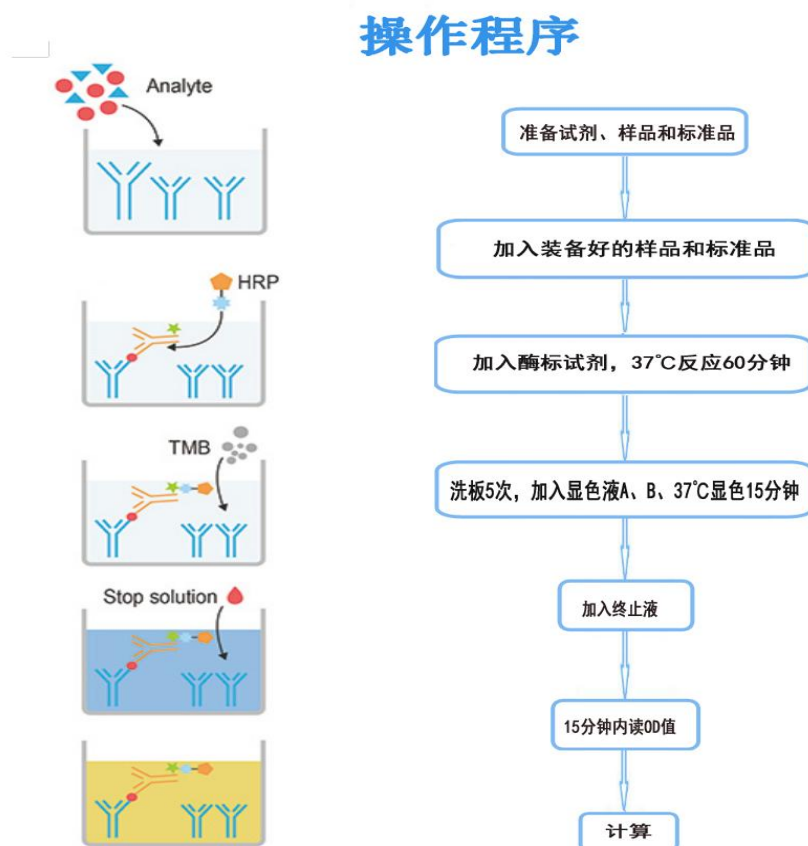 操作程序
Analyte
HRP
TMB
Stop solution
准备试剂、样品和标准品
加入装备好的样品和标准品
加入酶标试剂，37℃反应60分钟
洗板5次，加入显色液A、B、37℃显色15分钟
加入终止液
15分钟内读OD值
计算